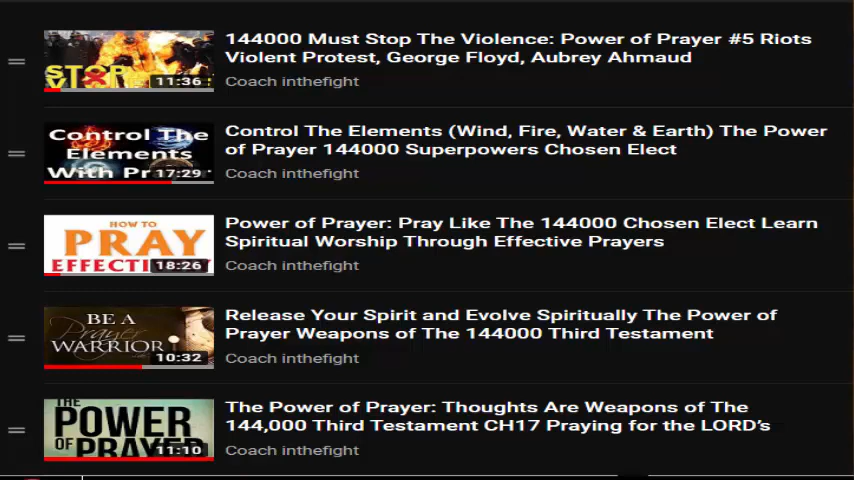 144000 Must Stop The Violence: Power of Prayer #5 Riots
Violent Protest, George Floyd, Aubrey Ahmaud
Coach inthefight
STOP
11:36
Control The Elements (Wind, Fire, Water & Earth) The Power
of Prayer 144000 Superpowers Chosen Elect
Coach inthefight
Control The
Elements
With Pr
17:29
Power of Prayer: Pray Like The 144000 Chosen Elect Learn
Spiritual Worship Through Effective Prayers
Coach inthefight
HOW TO
PRAY
EFFECTI
18:26
Release Your Spirit and Evolve Spiritually The Power of
Prayer Weapons of The 144000 Third Testament
Coach inthefight
BE A
Prayer
WARRIOR
10:32
The Power of Prayer: Thoughts Are Weapons of The
144,000 Third Testament CH17 Praying for the LORD’s
Coach inthefight
THE
POWER
OF PRAYER
11:10